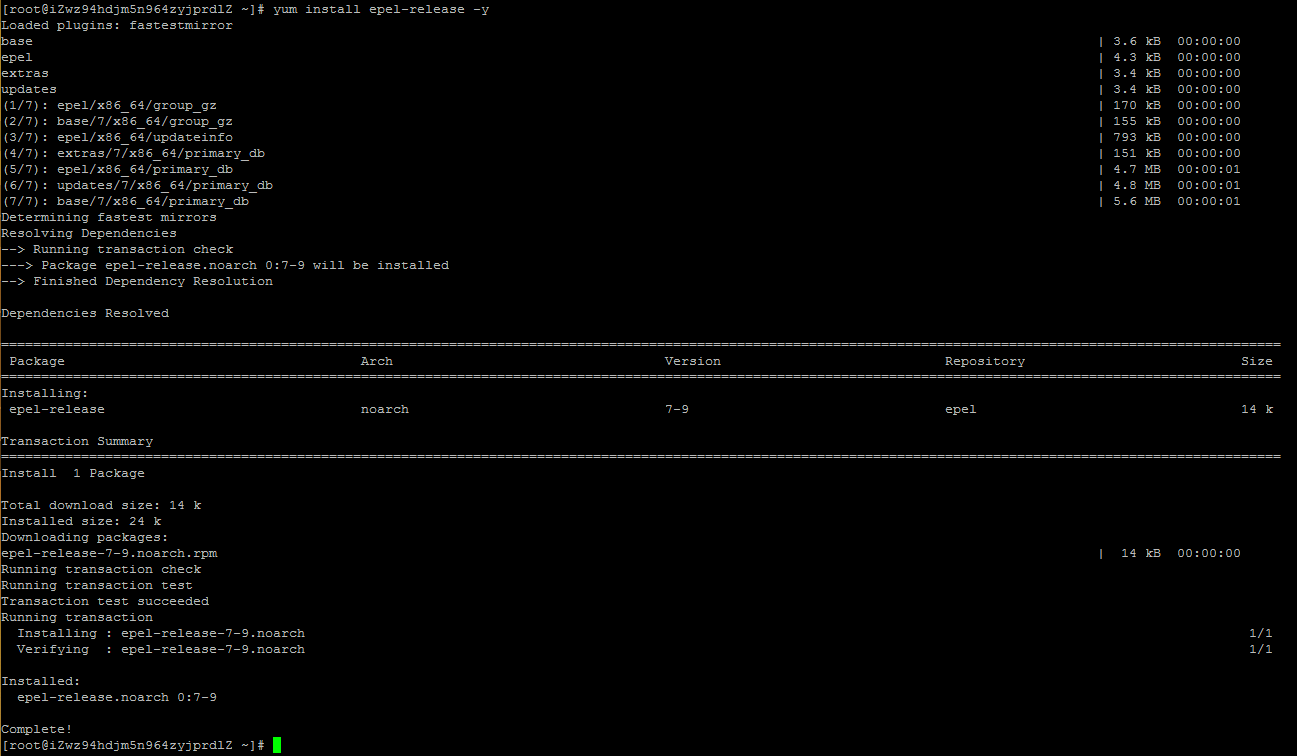 [root@iZwz94hdjm5n964zyjprdlZ ~]# yum install epel-release -y
Loaded plugins: fastestmirror
base | 3.6 kB 00:00:00
epel | 4.3 kB 00:00:00
extras | 3.4 kB 00:00:00
updates | 3.4 kB 00:00:00
(1/7): epel/x86_64/group_gz | 170 kB 00:00:00
(2/7): base/7/x86_64/group_gz | 155 kB 00:00:00
(3/7): epel/x86_64/updateinfo | 793 kB 00:00:00
(4/7): extras/7/x86_64/primary_db | 151 kB 00:00:00
(5/7): epel/x86_64/primary_db | 4.7 MB 00:00:01
(6/7): updates/7/x86_64/primary_db | 4.8 MB 00:00:01
(7/7): base/7/x86_64/primary_db | 5.6 MB 00:00:01
Determining fastest mirrors
Resolving Dependencies
--> Running transaction check
---> Package epel-release.noarch 0:7-9 will be installed
--> Finished Dependency Resolution
Dependencies Resolved
Package Arch Version Repository Size
Installing:
epel-release noarch 7-9 epel 14 k
Transaction Summary
Install 1 Package
Total download size: 14 k
Installed size: 24 k
Downloading packages:
epel-release-7-9.noarch.rpm | 14 kB 00:00:00
Running transaction check
Running transaction test
Transaction test succeeded
Running transaction
Installing : epel-release-7-9.noarch 1/1
Verifying : epel-release-7-9.noarch 1/1
Installed:
epel-release.noarch 0:7-9
Complete!
[root@iZwz94hdjm5n964zyjprdlZ ~]#